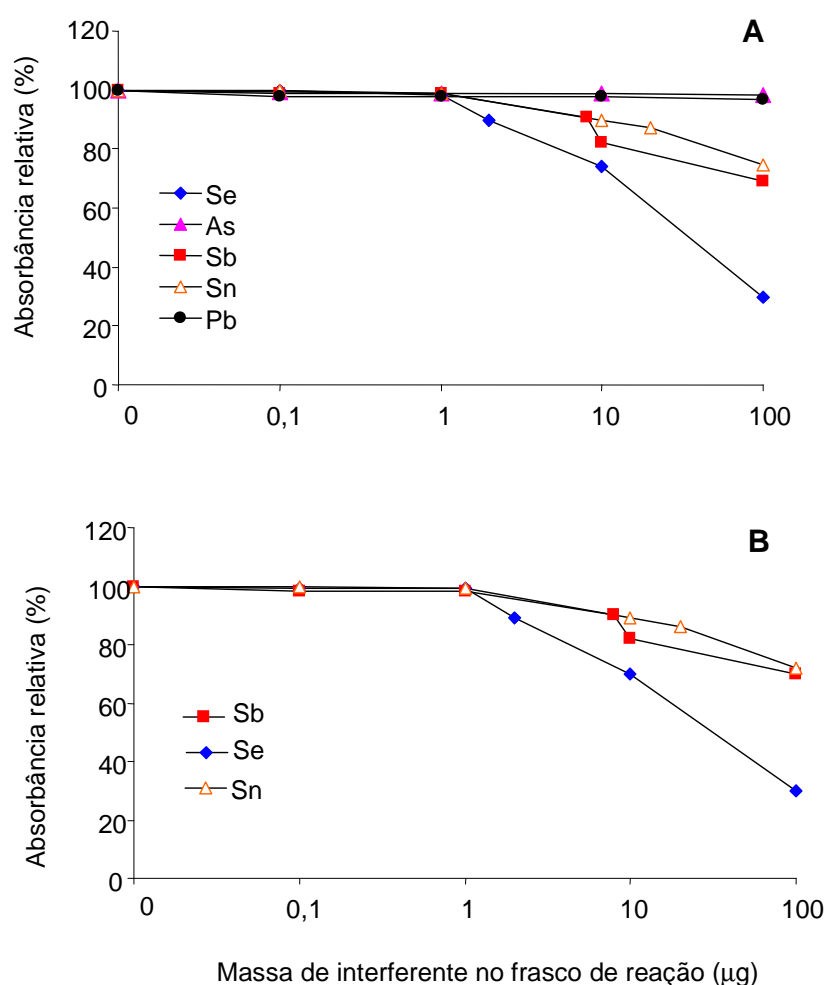 120
A
100
80
60
40
20
0
Absorbância relativa (%)
Se
As
Sb
Sn
Pb
0 0,1 1 10 100
120
B
100
80
60
40
20
0
Absorbância relativa (%)
Sb
Se
Sn
0 0,1 1 10 100
Massa de interferente no frasco de reação (μg)